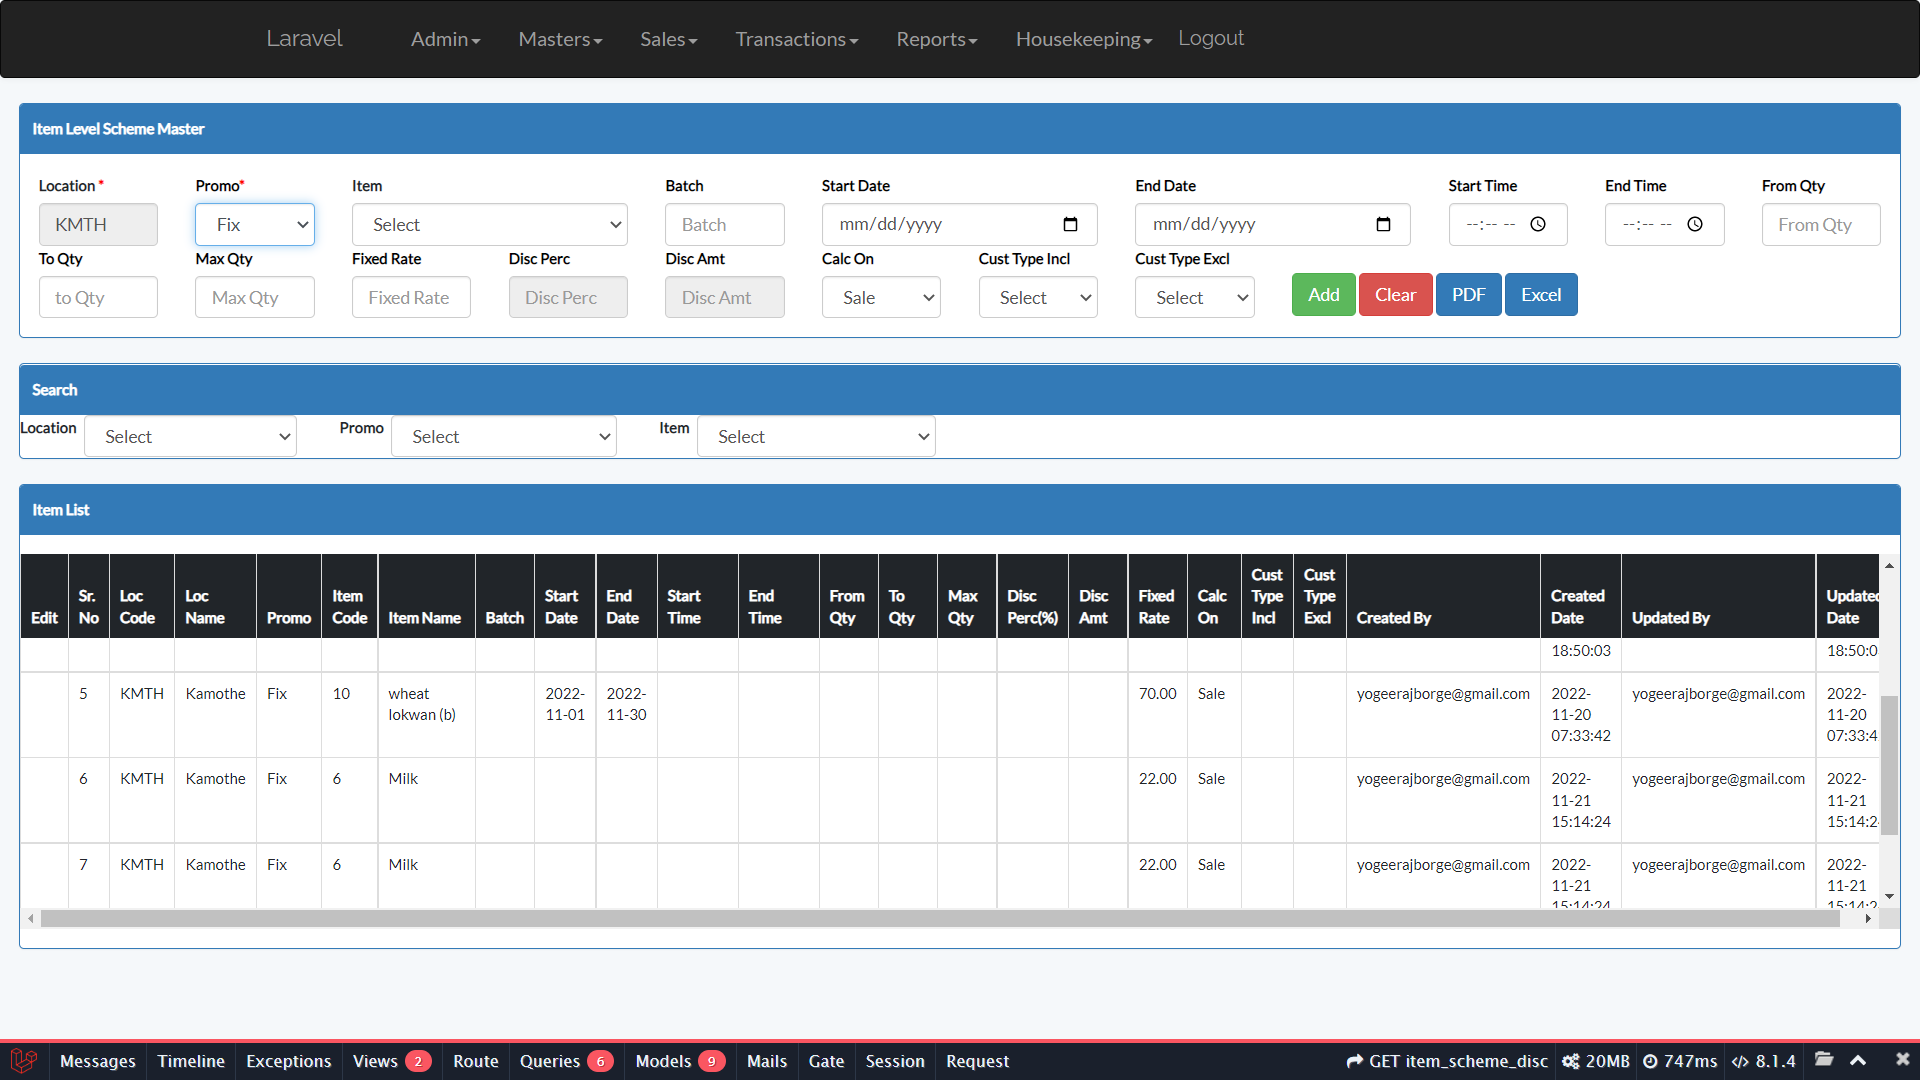 Laravel Admin Masters Sales Transactions Reports Housekeeping Logout
Item Level Scheme Master
Location * Promo* Item Batch Start Date End Date Start Time End Time From Qty
KMTH Fix Select Batch mm/dd/yyyy mm/dd/yyyy --:-- -- --:-- -- From Qty
To Qty Max Qty Fixed Rate Disc Perc Disc Amt Calc On Cust Type Incl Cust Type Excl
to Qty Max Qty Fixed Rate Disc Perc Disc Amt Sale Select Select Add Clear PDF Excel
Search
Location Select Promo Select Item Select
Item List
Edit Sr. No Loc Code Loc Name Promo Item Code Item Name Batch Start Date End Date Start Time End Time From Qty To Qty Max Qty Disc Perc(%) Disc Amt Fixed Rate Calc On Cust Type Incl Cust Type Excl Created By Created Date Updated By Updated Date
18:50:03 18:50:0
5 KMTH Kamothe Fix 10 wheat lokwan (b) 2022-11-01 2022-11-30 70.00 Sale yogeerajborge@gmail.com 2022-11-20 07:33:42 yogeerajborge@gmail.com 2022-11-20 07:33:4
6 KMTH Kamothe Fix 6 Milk 22.00 Sale yogeerajborge@gmail.com 2022-11-21 15:14:24 yogeerajborge@gmail.com 2022-11-21 15:14:2
7 KMTH Kamothe Fix 6 Milk 22.00 Sale yogeerajborge@gmail.com 2022-11-21 15:14:24 yogeerajborge@gmail.com 2022-11-21 15:14:2
Messages Timeline Exceptions Views 2 Route Queries 6 Models 9 Mails Gate Session Request GET item_scheme_disc 20MB 747ms 8.1.4